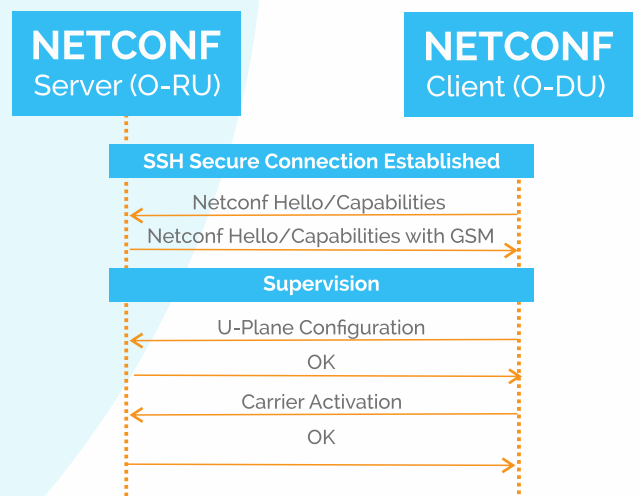 NETCONF
Server (O-RU)
NETCONF
Client (O-DU)
SSH Secure Connection Established
Netconf Hello/Capabilities
Netconf Hello/Capabilities with GSM
Supervision
U-Plane Configuration
OK
Carrier Activation
OK